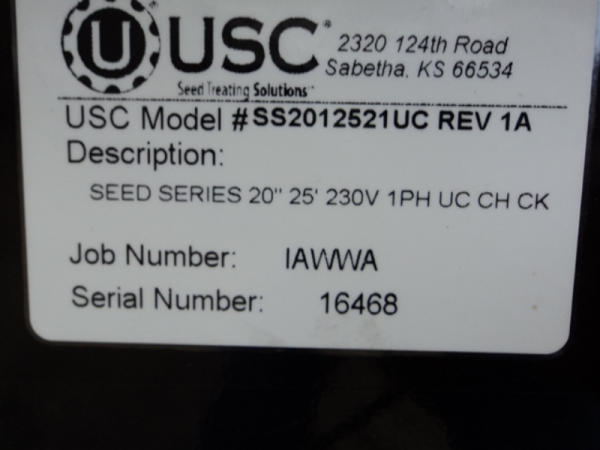 U USC 2320 124th Road
Sabetha, KS 66534
Seed Treating Solutions
USC Model # SS2012521UC REV 1A
Description:
SEED SERIES 20" 25' 230V 1PH UC CH CK
Job Number: IAWWA
Serial Number: 16468